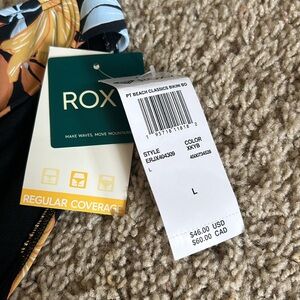 ROX
MAKE WAVES, MOVE MOUNTAINS
REGULAR COVERAGE
PT BEACH CLASSICS BIKINI BO
STYLE
COLOR
ERJX404309
XKYB
L
L
$46.00 USD
$60.00 CAD